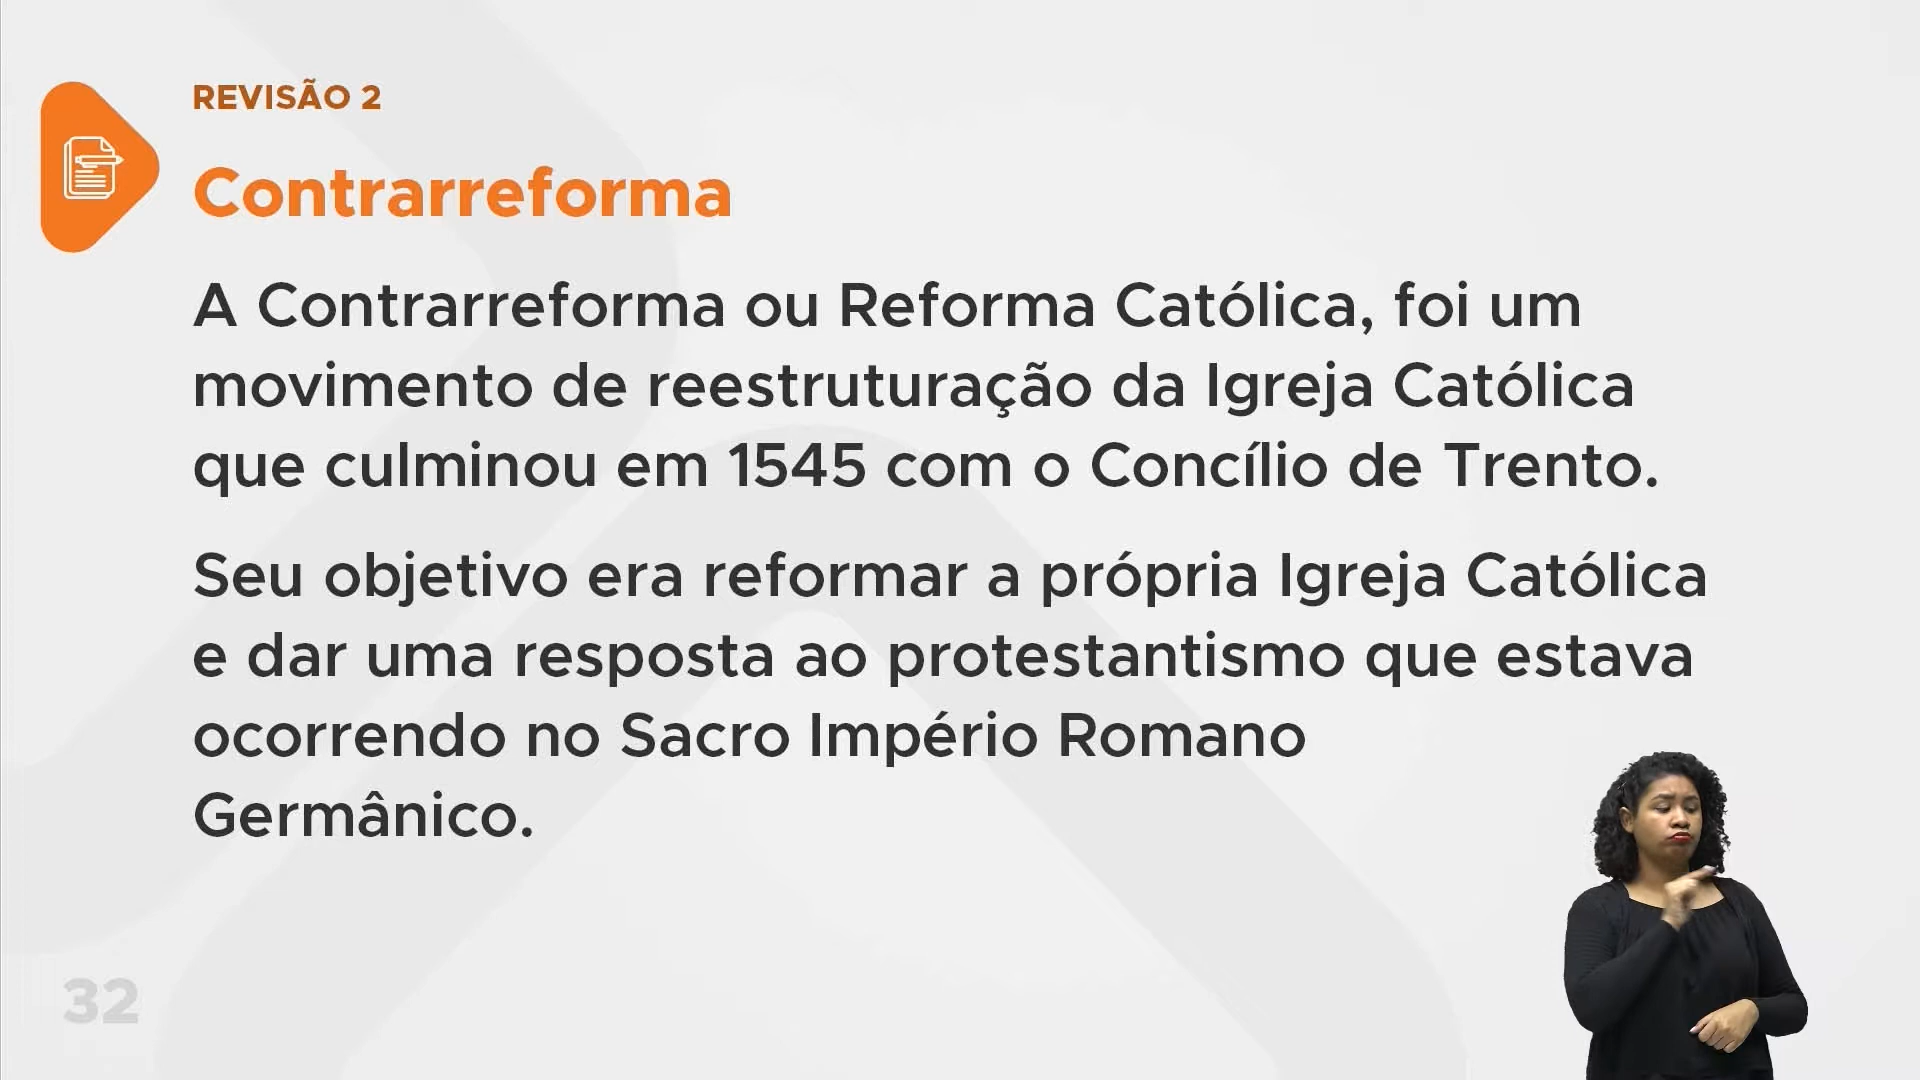 REVISÃO 2
Contrarreforma
A Contrarreforma ou Reforma Católica, foi um
movimento de reestruturação da Igreja Católica
que culminou em 1545 com o Concílio de Trento.
Seu objetivo era reformar a própria Igreja Católica
e dar uma resposta ao protestantismo que estava
ocorrendo no Sacro Império Romano
Germânico.
32